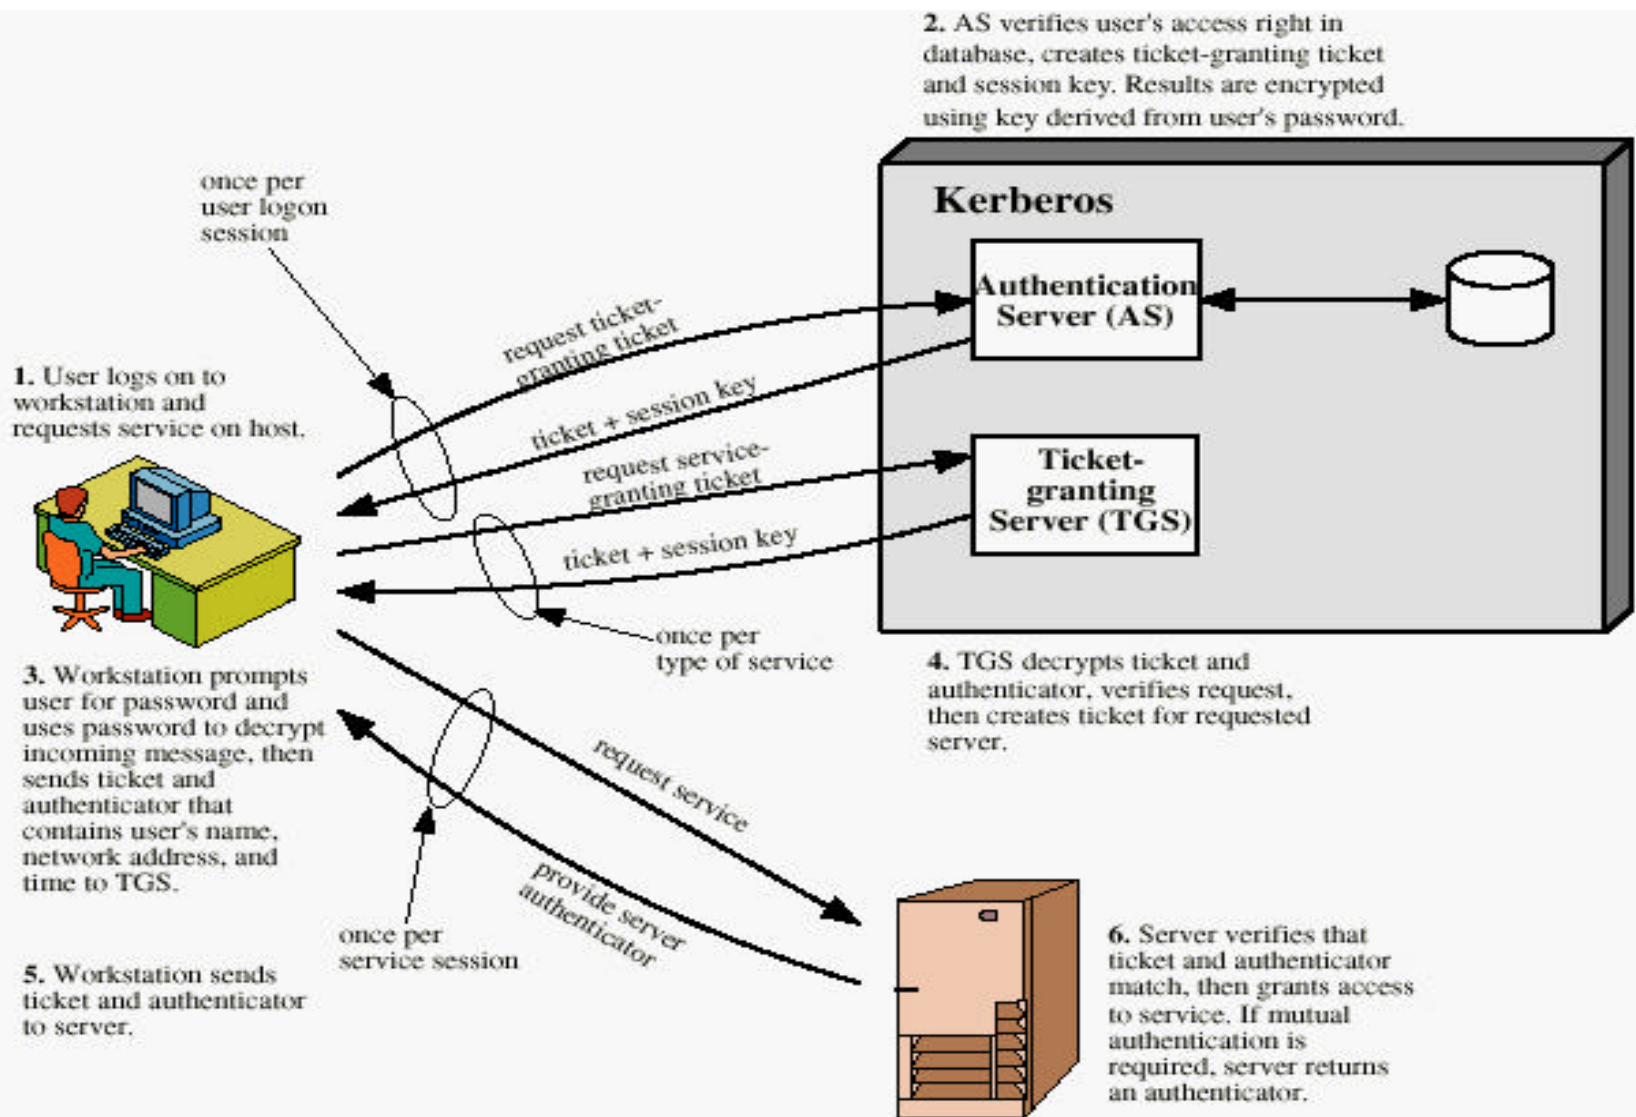 2. AS verifies user's access right in
database, creates ticket-granting ticket
and session key. Results are encrypted
using key derived from user's password.
once per
user logon
session
Kerberos
Authentication
Server (AS)
request ticket-
granting ticket
1. User logs on to
workstation and
requests service on host.
ticket + session key
request service-
granting ticket
Ticket-
granting
Server (TGS)
ticket + session key
once per
type of service
3. Workstation prompts
user for password and
uses password to decrypt
incoming message, then
sends ticket and
authenticator that
contains user's name,
network address, and
time to TGS.
4. TGS decrypts ticket and
authenticator, verifies request,
then creates ticket for requested
server.
request service
provide server
authenticator
once per
service session
5. Workstation sends
ticket and authenticator
to server.
6. Server verifies that
ticket and authenticator
match, then grants access
to service. If mutual
authentication is
required, server returns
an authenticator.